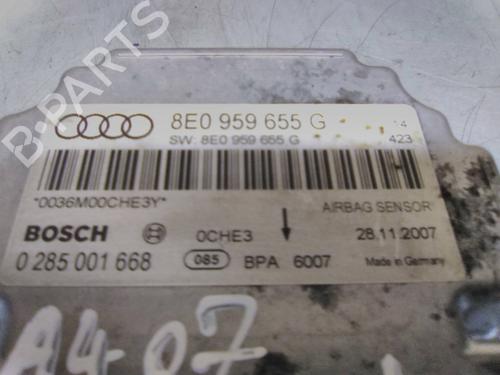 B-PARTS
8E0 959 655 G
14
SW: 8E0 959 655 G
423
*0036M00CHE3Y*
AIRBAG SENSOR
BOSCH
0CHE3
28.11.2007
0 285 001 668
085
BPA 6007
Made in Germany
A4-07